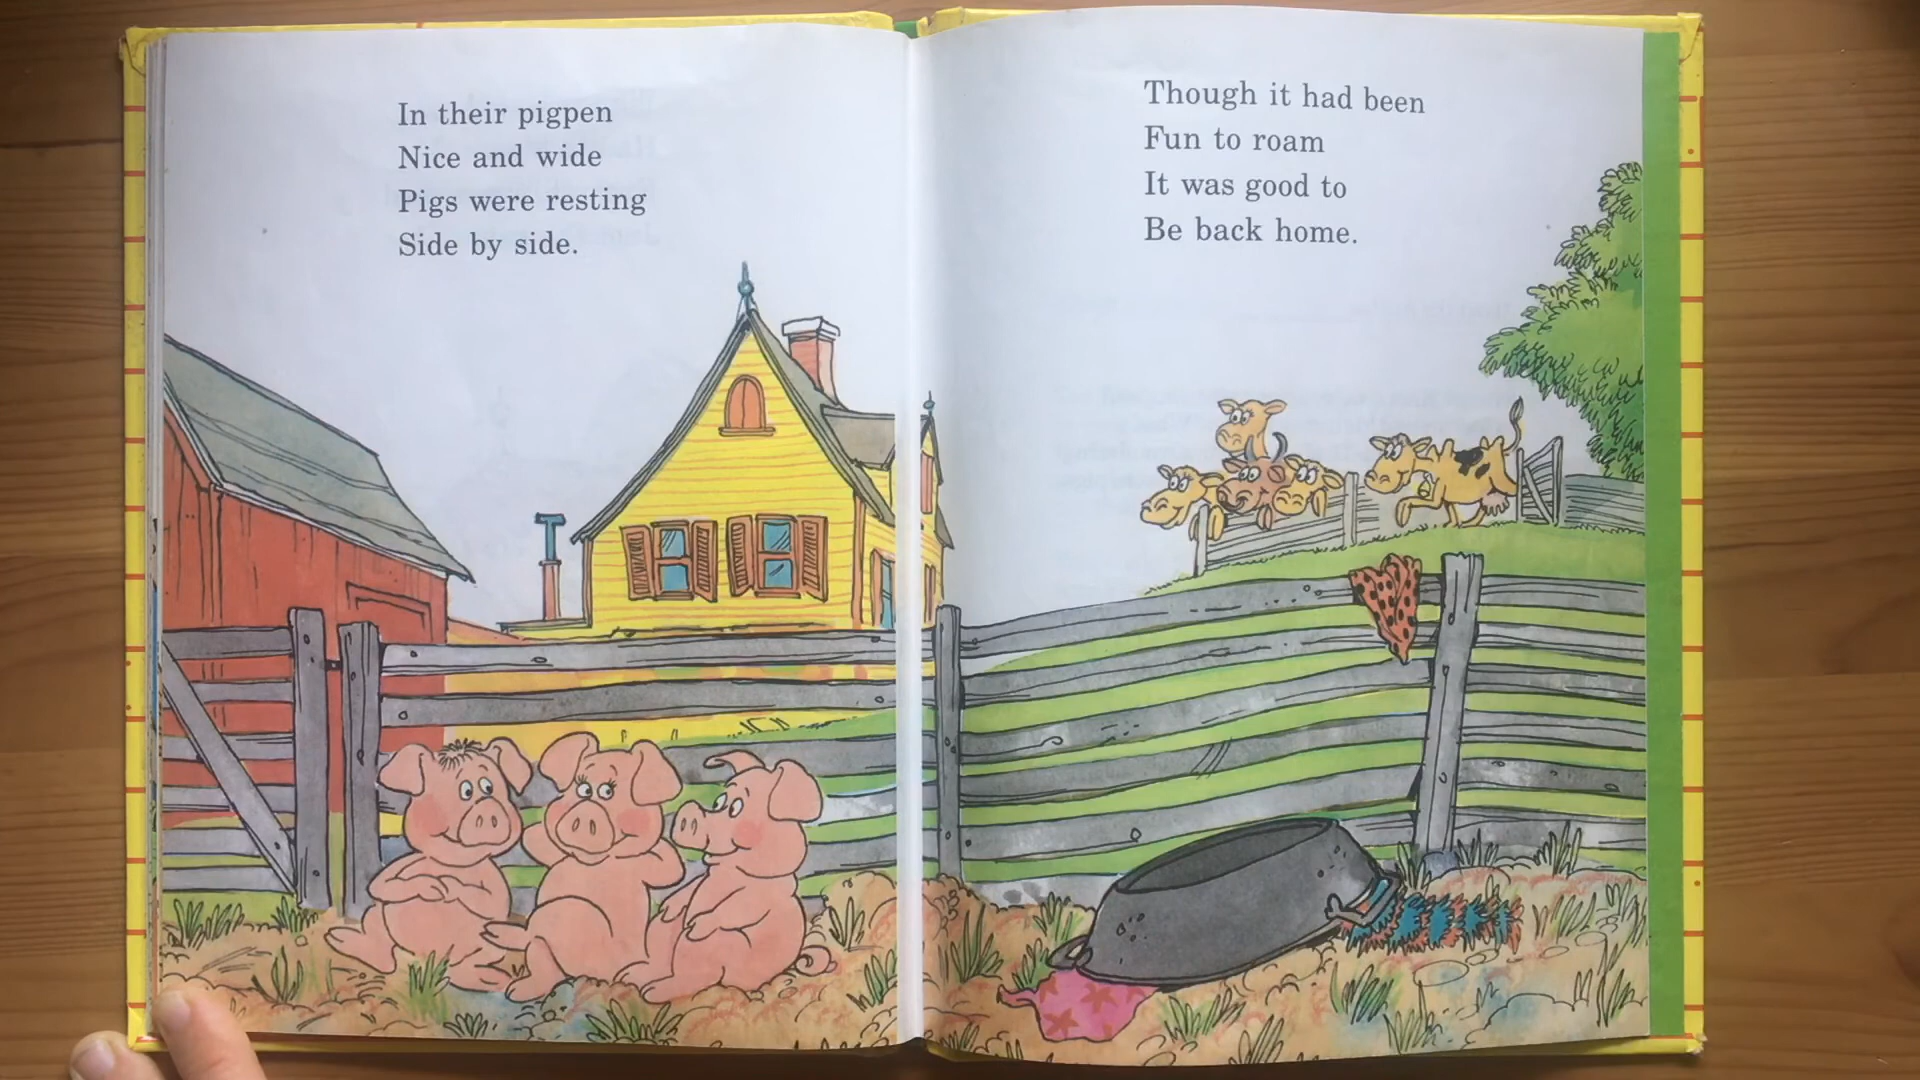 In their pigpen
Nice and wide
Pigs were resting
Side by side.
Though it had been
Fun to roam
It was good to
Be back home.